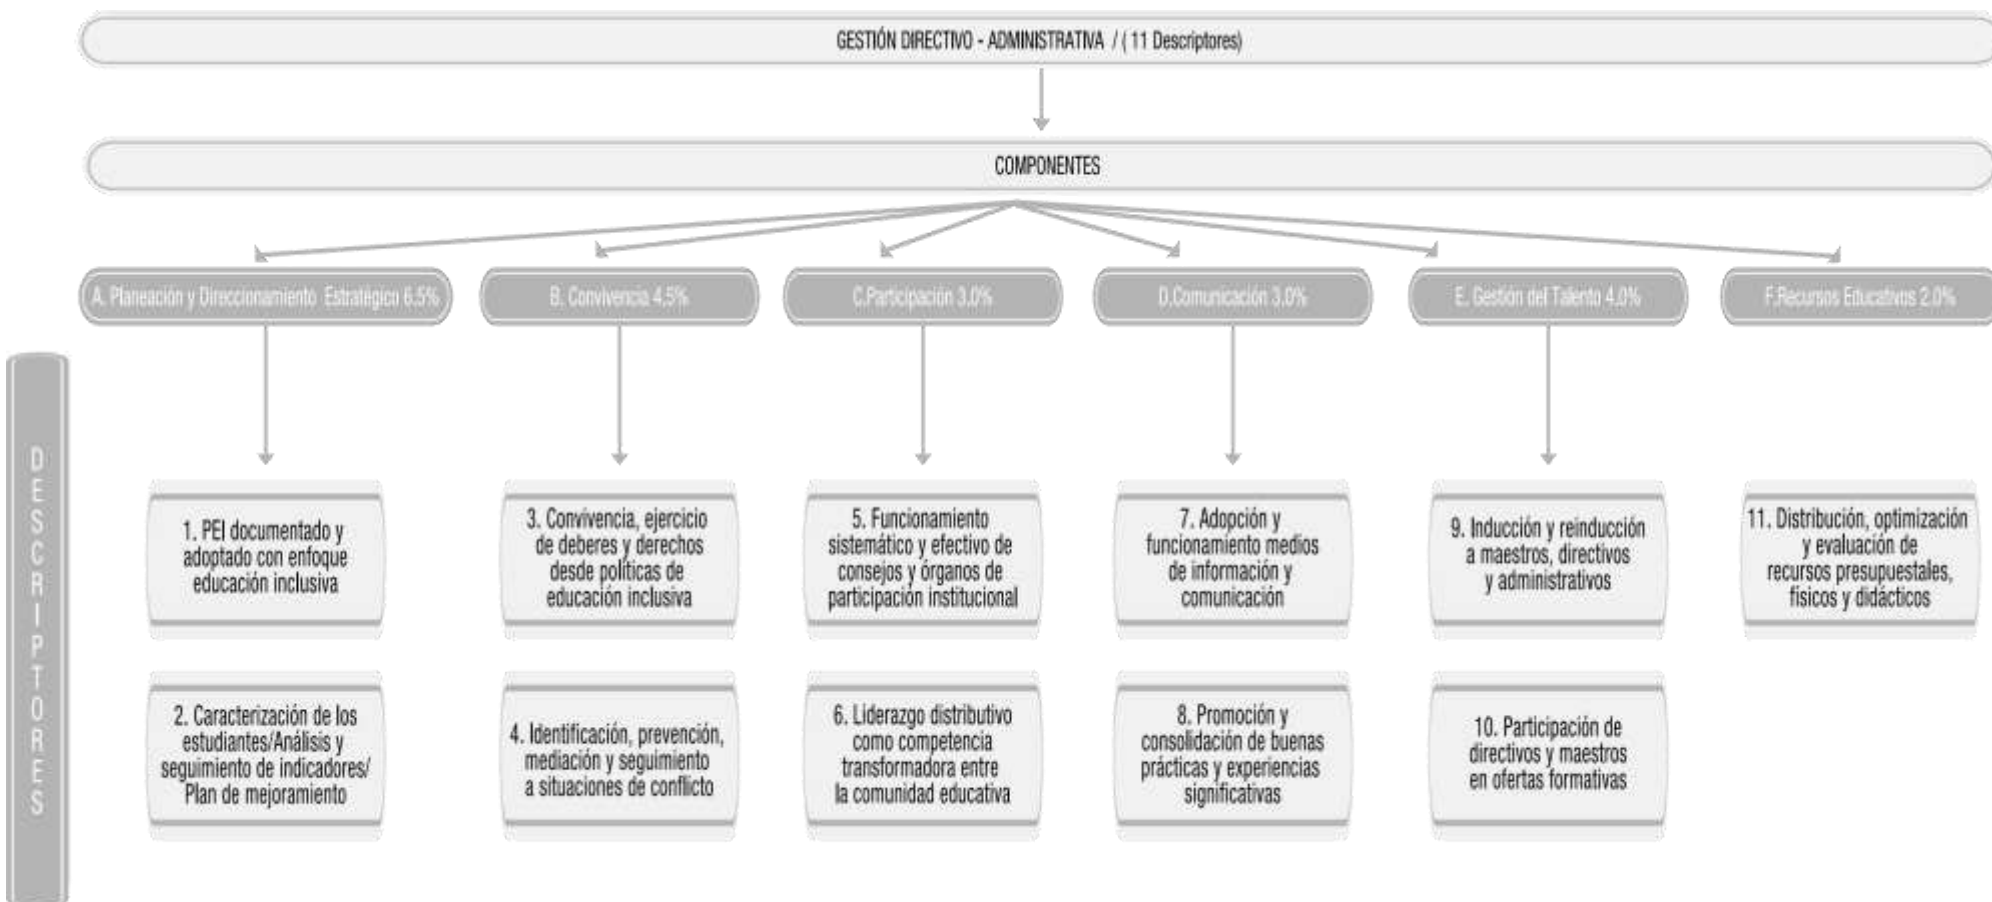 GESTIÓN DIRECTIVO - ADMINISTRATIVA / ( 11 Descriptores)
COMPONENTES
A. Planeación y Direccionamiento Estratégico 6.5%
B. Convivencia 4,5%
C.Participación 3,0%
D.Comunicación 3,0%
E. Gestión del Talento 4.0%
F.Recursos Educativos 2.0%
DESCRIPTORES
1. PEI documentado y
adoptado con enfoque
educación inclusiva
3. Convivencia, ejercicio
de deberes y derechos
desde políticas de
educación inclusiva
5. Funcionamiento
sistemático y efectivo de
consejos y órganos de
participación institucional
7. Adopción y
funcionamiento medios
de información y
comunicación
9. Inducción y reinducción
a maestros, directivos
y administrativos
11. Distribución, optimización
y evaluación de
recursos presupuestales,
físicos y didácticos
2. Caracterización de los
estudiantes/Análisis y
seguimiento de indicadores/
Plan de mejoramiento
4. Identificación, prevención,
mediación y seguimiento
a situaciones de conflicto
6. Liderazgo distributivo
como competencia
transformadora entre
la comunidad educativa
8. Promoción y
consolidación de buenas
prácticas y experiencias
significativas
10. Participación de
directivos y maestros
en ofertas formativas